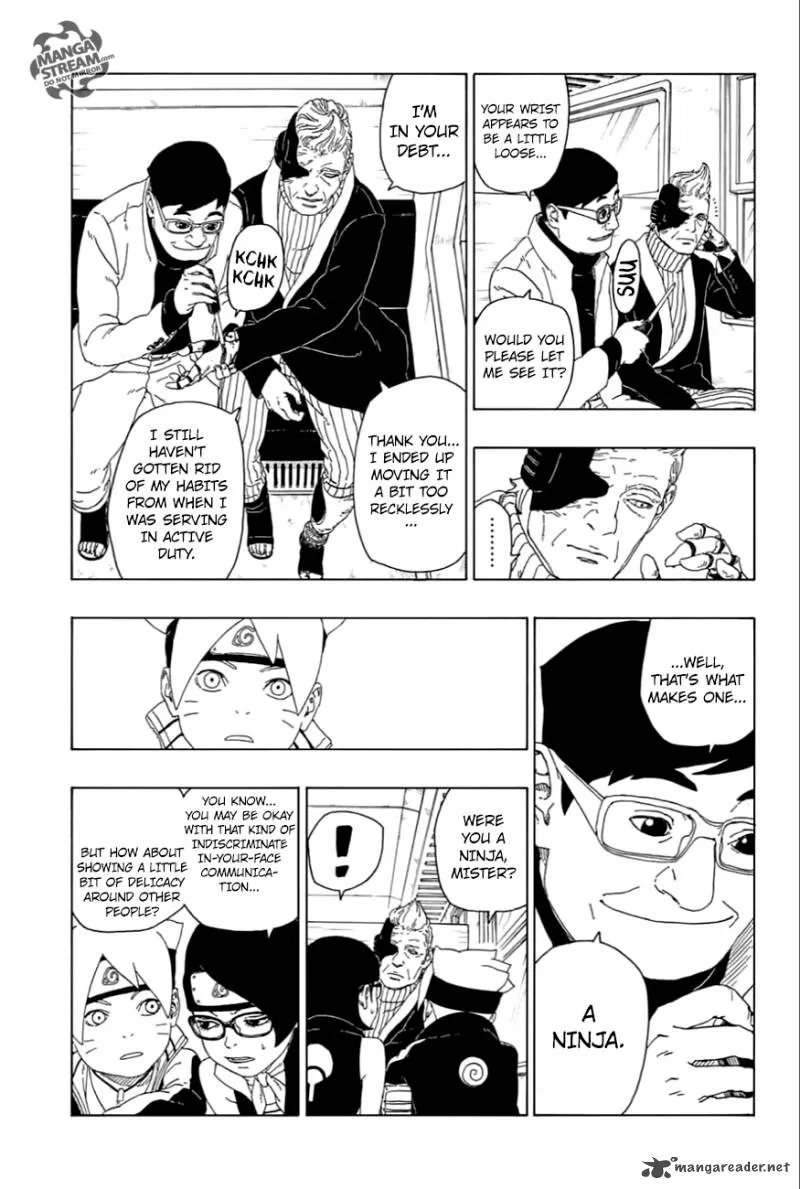 MANGA
STREAM.com
DO NOT MIRROR
YOUR WRIST
APPEARS TO
BE A LITTLE
LOOSE...
SUU
WOULD YOU
PLEASE LET
ME SEE IT?
I'M
IN YOUR
DEBT...
KCHK
KCHK
THANK YOU...
I ENDED UP
MOVING IT
A BIT TOO
RECKLESSLY
...
I STILL
HAVEN'T
GOTTEN RID
OF MY HABITS
FROM WHEN I
WAS SERVING
IN ACTIVE
DUTY.
...WELL,
THAT'S WHAT
MAKES ONE...
A
NINJA.
WERE
YOU A
NINJA,
MISTER?
!
YOU KNOW...
YOU MAY BE OKAY
WITH THAT KIND OF
INDISCRIMINATE
IN-YOUR-FACE
COMMUNICA-
TION...
BUT HOW ABOUT
SHOWING A LITTLE
BIT OF DELICACY
AROUND OTHER
PEOPLE?
mangareader.net